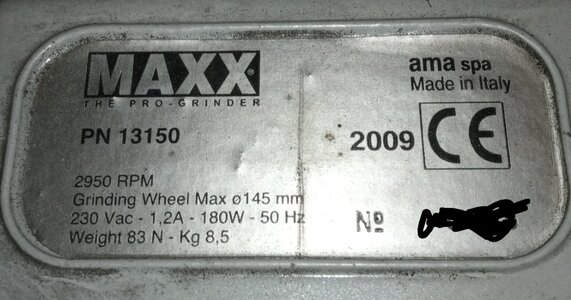 MAXX®
THE PRO-GRINDER
PN 13150
2950 RPM
Grinding Wheel Max ø145 mm
230 Vac - 1,2A - 180W - 50 Hz
Weight 83 N - Kg 8,5
ama spa
Made in Italy
2009 CE
Nº